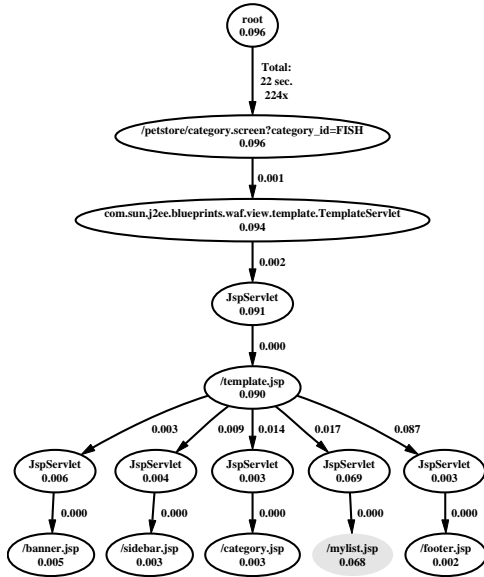 root
0.096
Total:
22 sec.
224x
/petstore/category.screen?category_id=FISH
0.096
0.001
com.sun.j2ee.blueprints.waf.view.template.TemplateServlet
0.094
0.002
JspServlet
0.091
0.000
/template.jsp
0.090
0.003 0.009 0.014 0.017 0.087
JspServlet JspServlet JspServlet JspServlet JspServlet
0.006 0.004 0.003 0.069 0.003
0.000 0.000 0.000 0.000 0.000
/banner.jsp /sidebar.jsp /category.jsp /mylist.jsp /footer.jsp
0.005 0.003 0.003 0.068 0.002